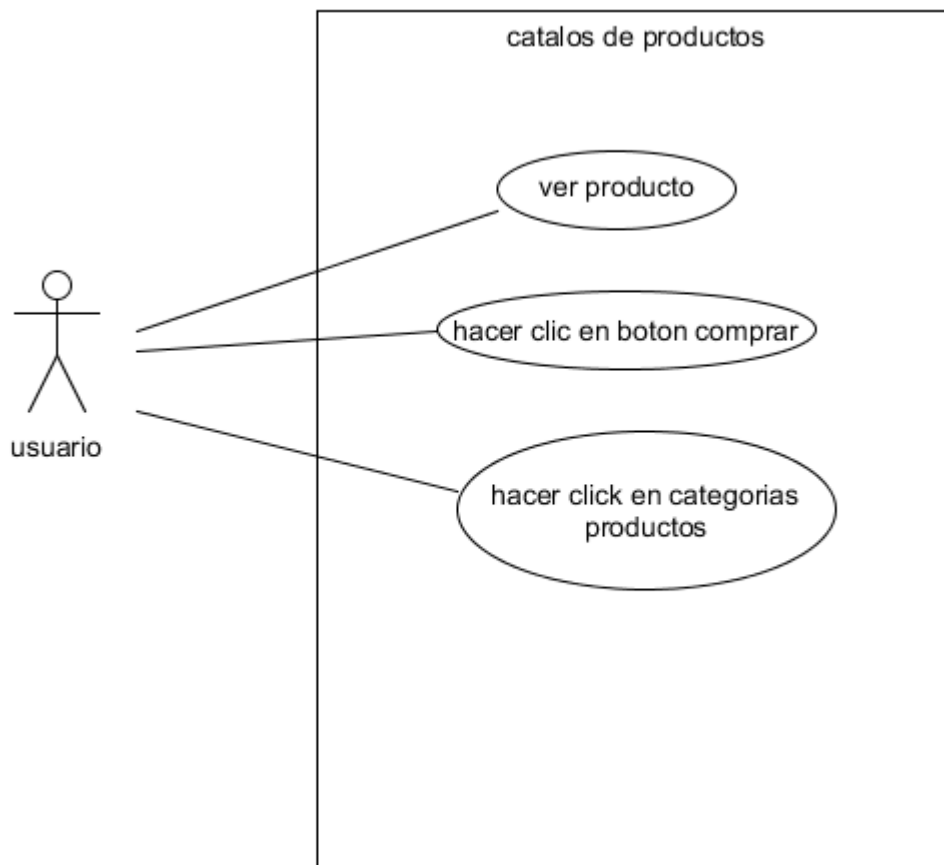 catalos de productos
ver producto
hacer clic en boton comprar
usuario
hacer click en categorias
productos